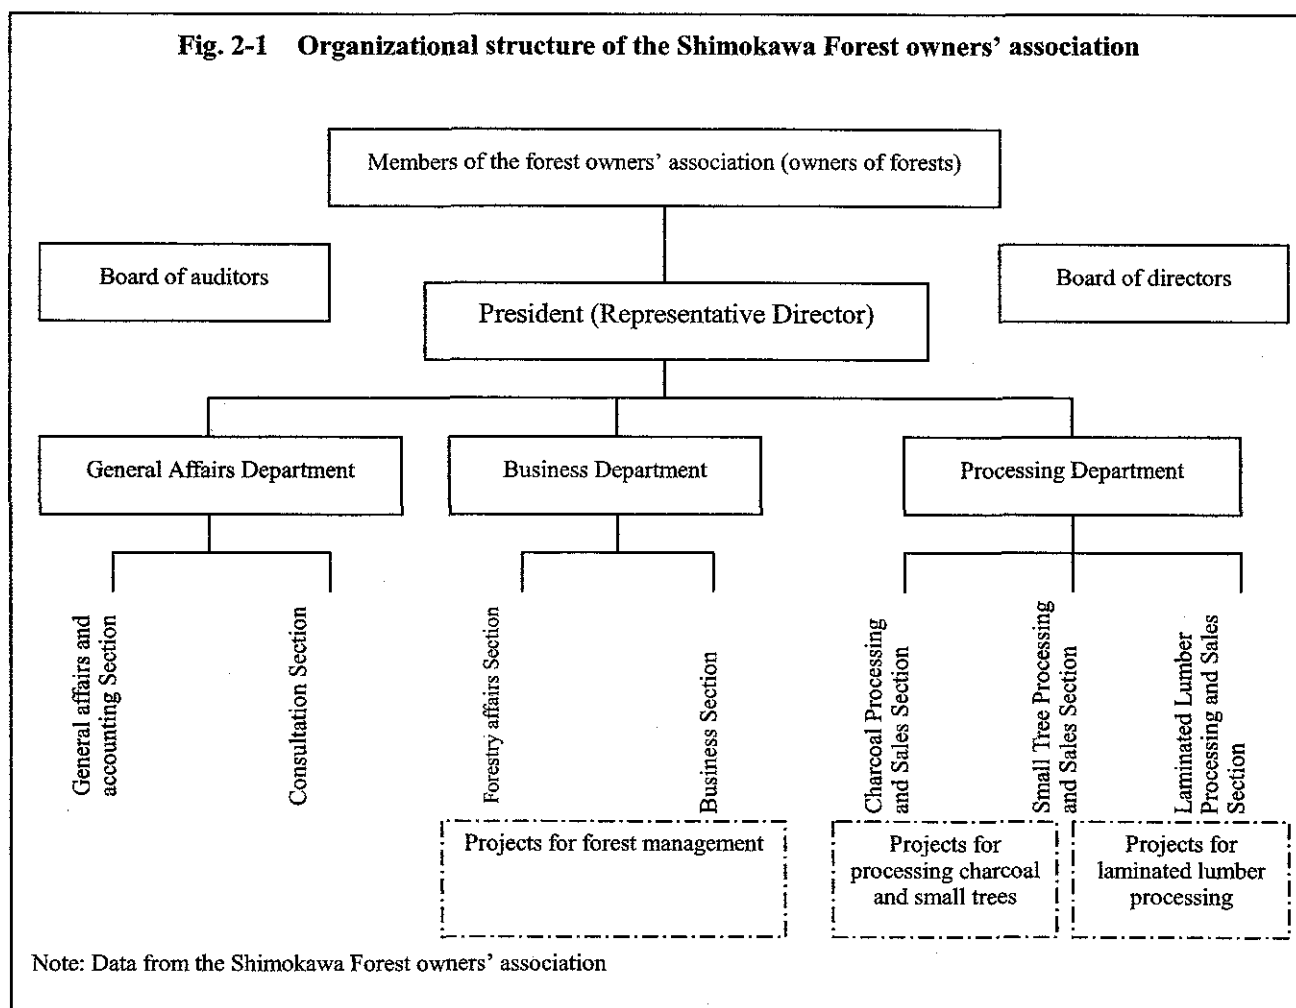 Fig. 2-1 Organizational structure of the Shimokawa Forest owners' association
Members of the forest owners' association (owners of forests)
Board of auditors
Board of directors
President (Representative Director)
General Affairs Department
Business Department
Processing Department
General affairs and
accounting Section
Consultation Section
Forestry affairs Section
Business Section
Charcoal Processing
and Sales Section
Small Tree Processing
and Sales Section
Laminated Lumber
Processing and Sales
Section
Projects for forest management
Projects for
processing charcoal
and small trees
Projects for
laminated lumber
processing
Note: Data from the Shimokawa Forest owners' association